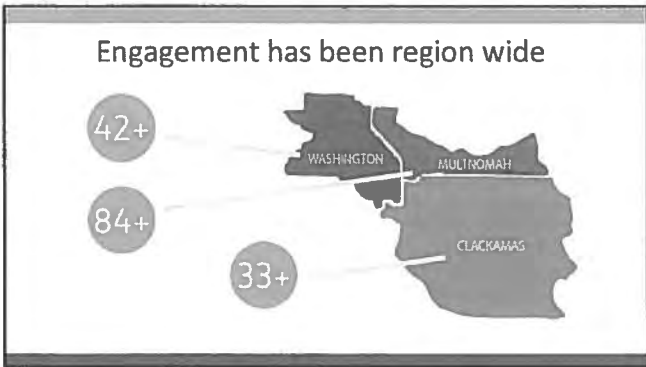 Engagement has been region wide
42+
WASHINGTON
MULTNOMAH
84+
CLACKAMAS
33+